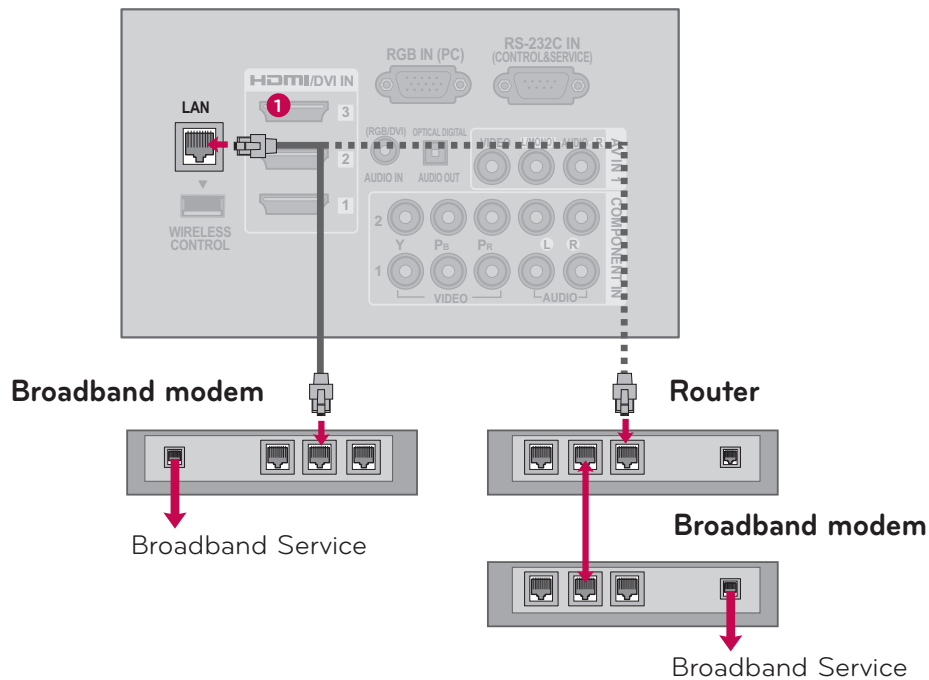 RGB IN (PC)
RS-232C IN
(CONTROL&SERVICE)
HDMI/DVI IN
LAN
1
3
(RGB/DVI)
OPTICAL DIGITAL
VIDEO
L/MONO
AUDIO
R
2
AUDIO IN
AUDIO OUT
AV IN 1
1
WIRELESS
CONTROL
2
Y
PB
PR
L
R
COMPONENT IN
1
VIDEO
AUDIO
Broadband modem
Router
Broadband Service
Broadband modem
Broadband Service